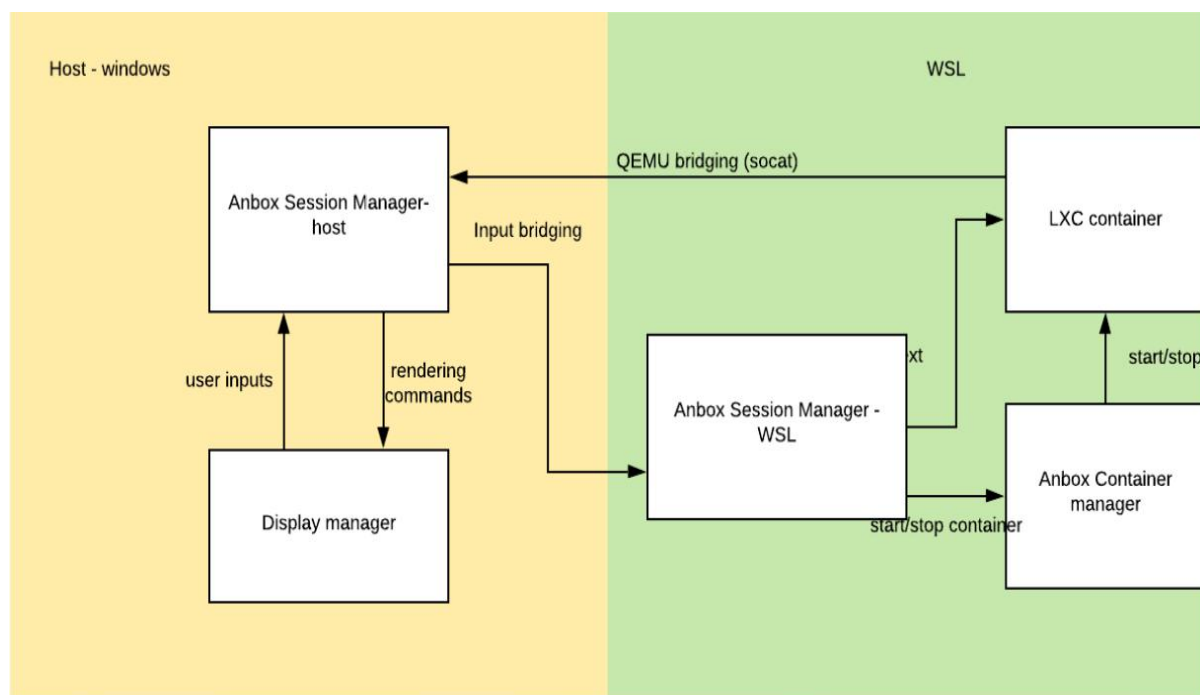 Host - windows
WSL
QEMU bridging (socat)
Anbox Session Manager-
host
Input bridging
LXC container
user inputs
rendering
commands
start/stop
Anbox Session Manager -
WSL
Display manager
Anbox Container
manager
start/stop container